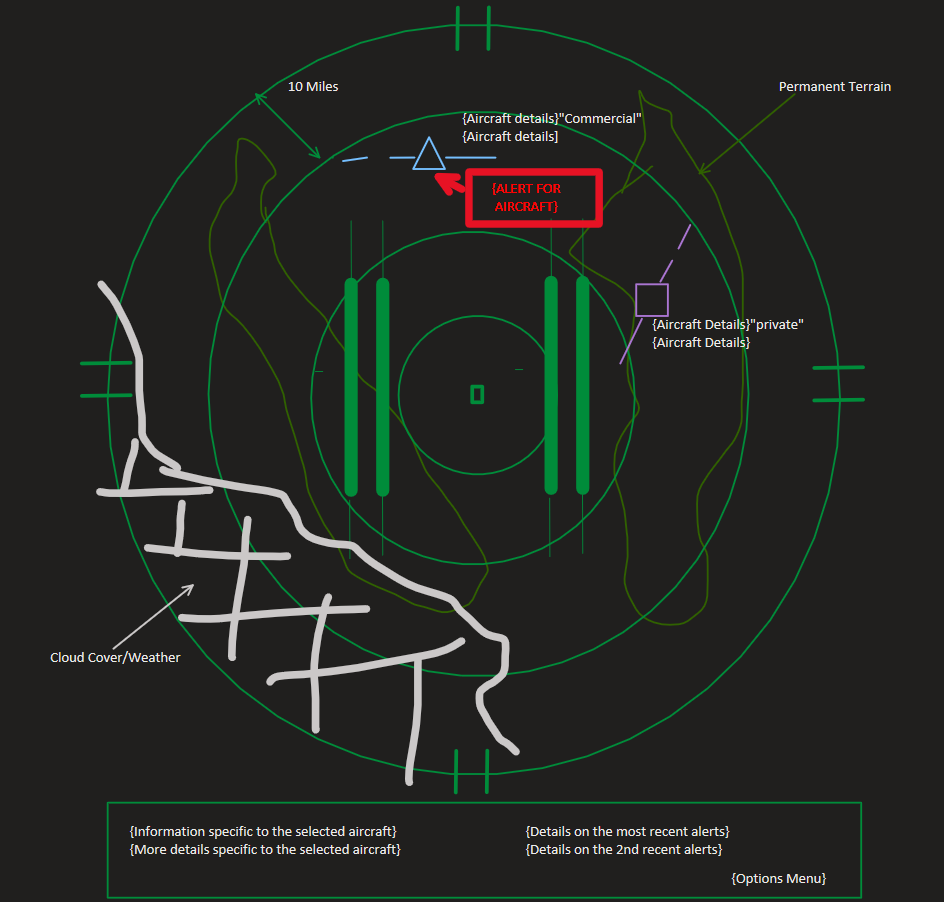 10 Miles
Permanent Terrain
{Aircraft details}"Commercial"
{Aircraft details]
{ALERT FOR
AIRCRAFT}
{Aircraft Details}"private"
{Aircraft Details}
Cloud Cover/Weather
{Information specific to the selected aircraft}
{More details specific to the selected aircraft}
{Details on the most recent alerts}
{Details on the 2nd recent alerts}
{Options Menu}